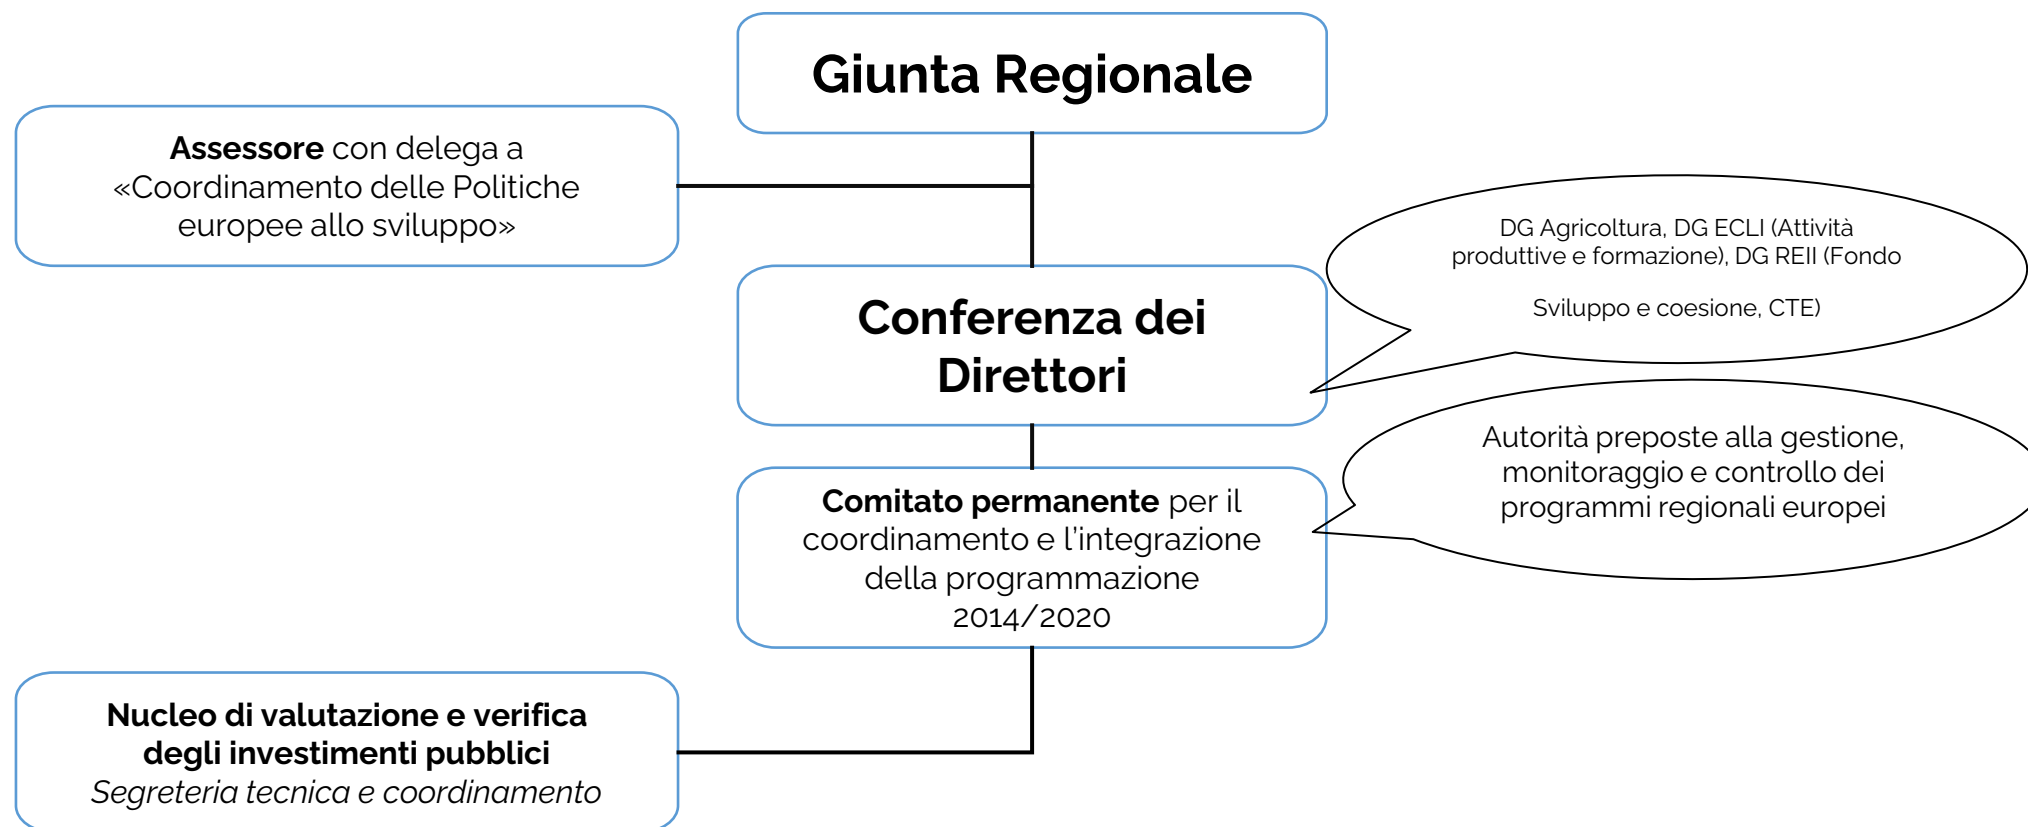 Giunta Regionale
Assessore con delega a
«Coordinamento delle Politiche
europee allo sviluppo»
DG Agricoltura, DG ECLI (Attività
produttive e formazione), DG REII (Fondo
Sviluppo e coesione, CTE)
Conferenza dei
Direttori
Autorità preposte alla gestione,
monitoraggio e controllo dei
programmi regionali europei
Comitato permanente per il
coordinamento e l’integrazione
della programmazione
2014/2020
Nucleo di valutazione e verifica
degli investimenti pubblici
Segreteria tecnica e coordinamento